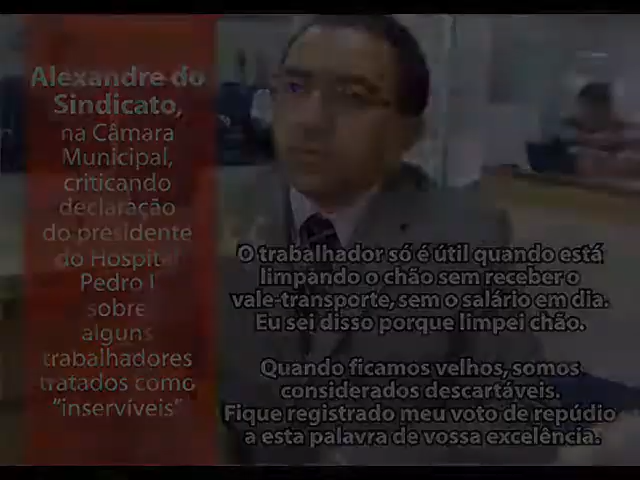 Alexandre do
Sindicato,
na Câmara
Municipal,
criticando
declaração
do presidente
do Hospital
Pedro I
sobre
alguns
trabalhadores
tratados como
"inservíveis"
O trabalhador só é útil quando está
limpando o chão sem receber o
vale-transporte, sem o salário em dia.
Eu sei disso porque limpei chão.
Quando ficamos velhos, somos
considerados descartáveis.
Fique registrado meu voto de repúdio
a esta palavra de vossa excelência.